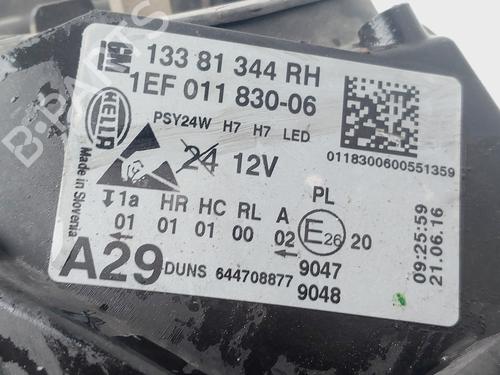 GM 133 81 344 RH
1EF 011 830-06
HELLA
PSY24W H7 H7 LED
24 12V
0118300600551359
Made in Slovenia
1a HR HC RL A PL
01 01 01 00 02 E26 20
A29 DUNS 644708877
9047
9048
09:25:59
21.06.16
B-Parts